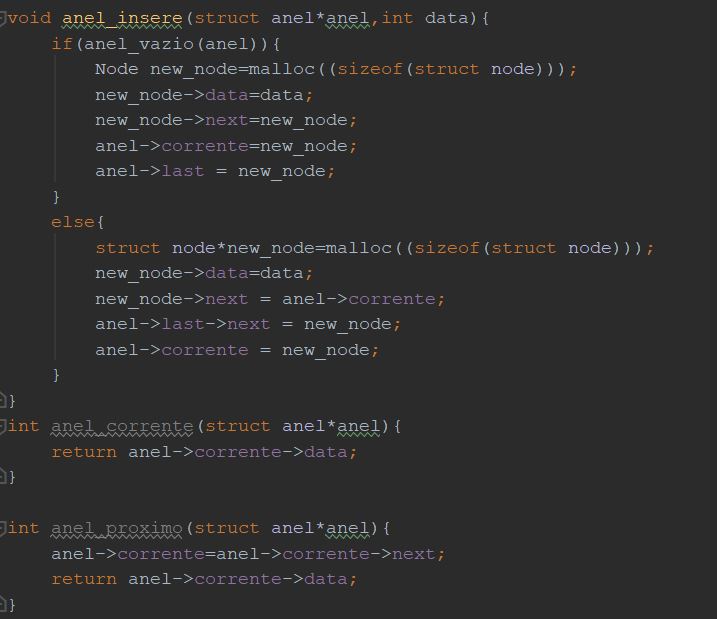 void anel_insere(struct anel*anel,int data){
    if(anel_vazio(anel)){
        Node new_node=malloc((sizeof(struct node)));
        new_node->data=data;
        new_node->next=new_node;
        anel->corrente=new_node;
        anel->last = new_node;
    }
    else{
        struct node*new_node=malloc((sizeof(struct node)));
        new_node->data=data;
        new_node->next = anel->corrente;
        anel->last->next = new_node;
        anel->corrente = new_node;
    }
}
int anel_corrente(struct anel*anel){
    return anel->corrente->data;
}

int anel_proximo(struct anel*anel){
    anel->corrente=anel->corrente->next;
    return anel->corrente->data;
}